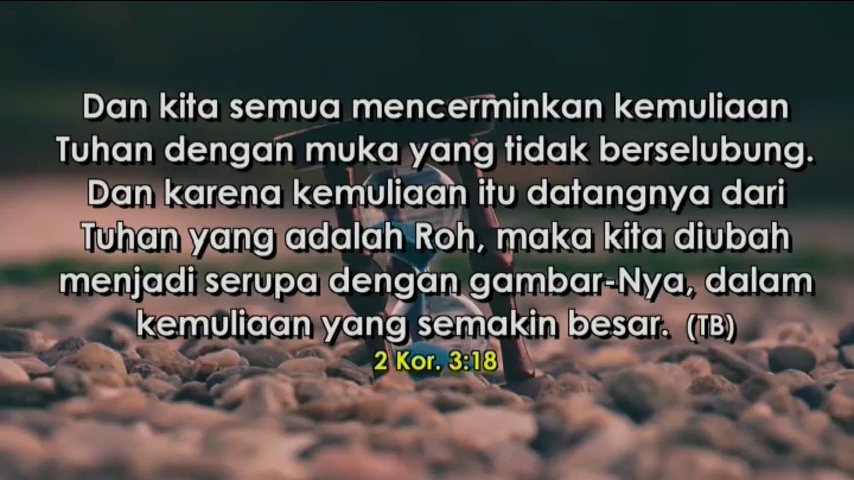 Dan kita semua mencerminkan kemuliaan
Tuhan dengan muka yang tidak berselubung.
Dan karena kemuliaan itu datangnya dari
Tuhan yang adalah Roh, maka kita diubah
menjadi serupa dengan gambar-Nya, dalam
kemuliaan yang semakin besar. (TB)
2 Kor. 3:18